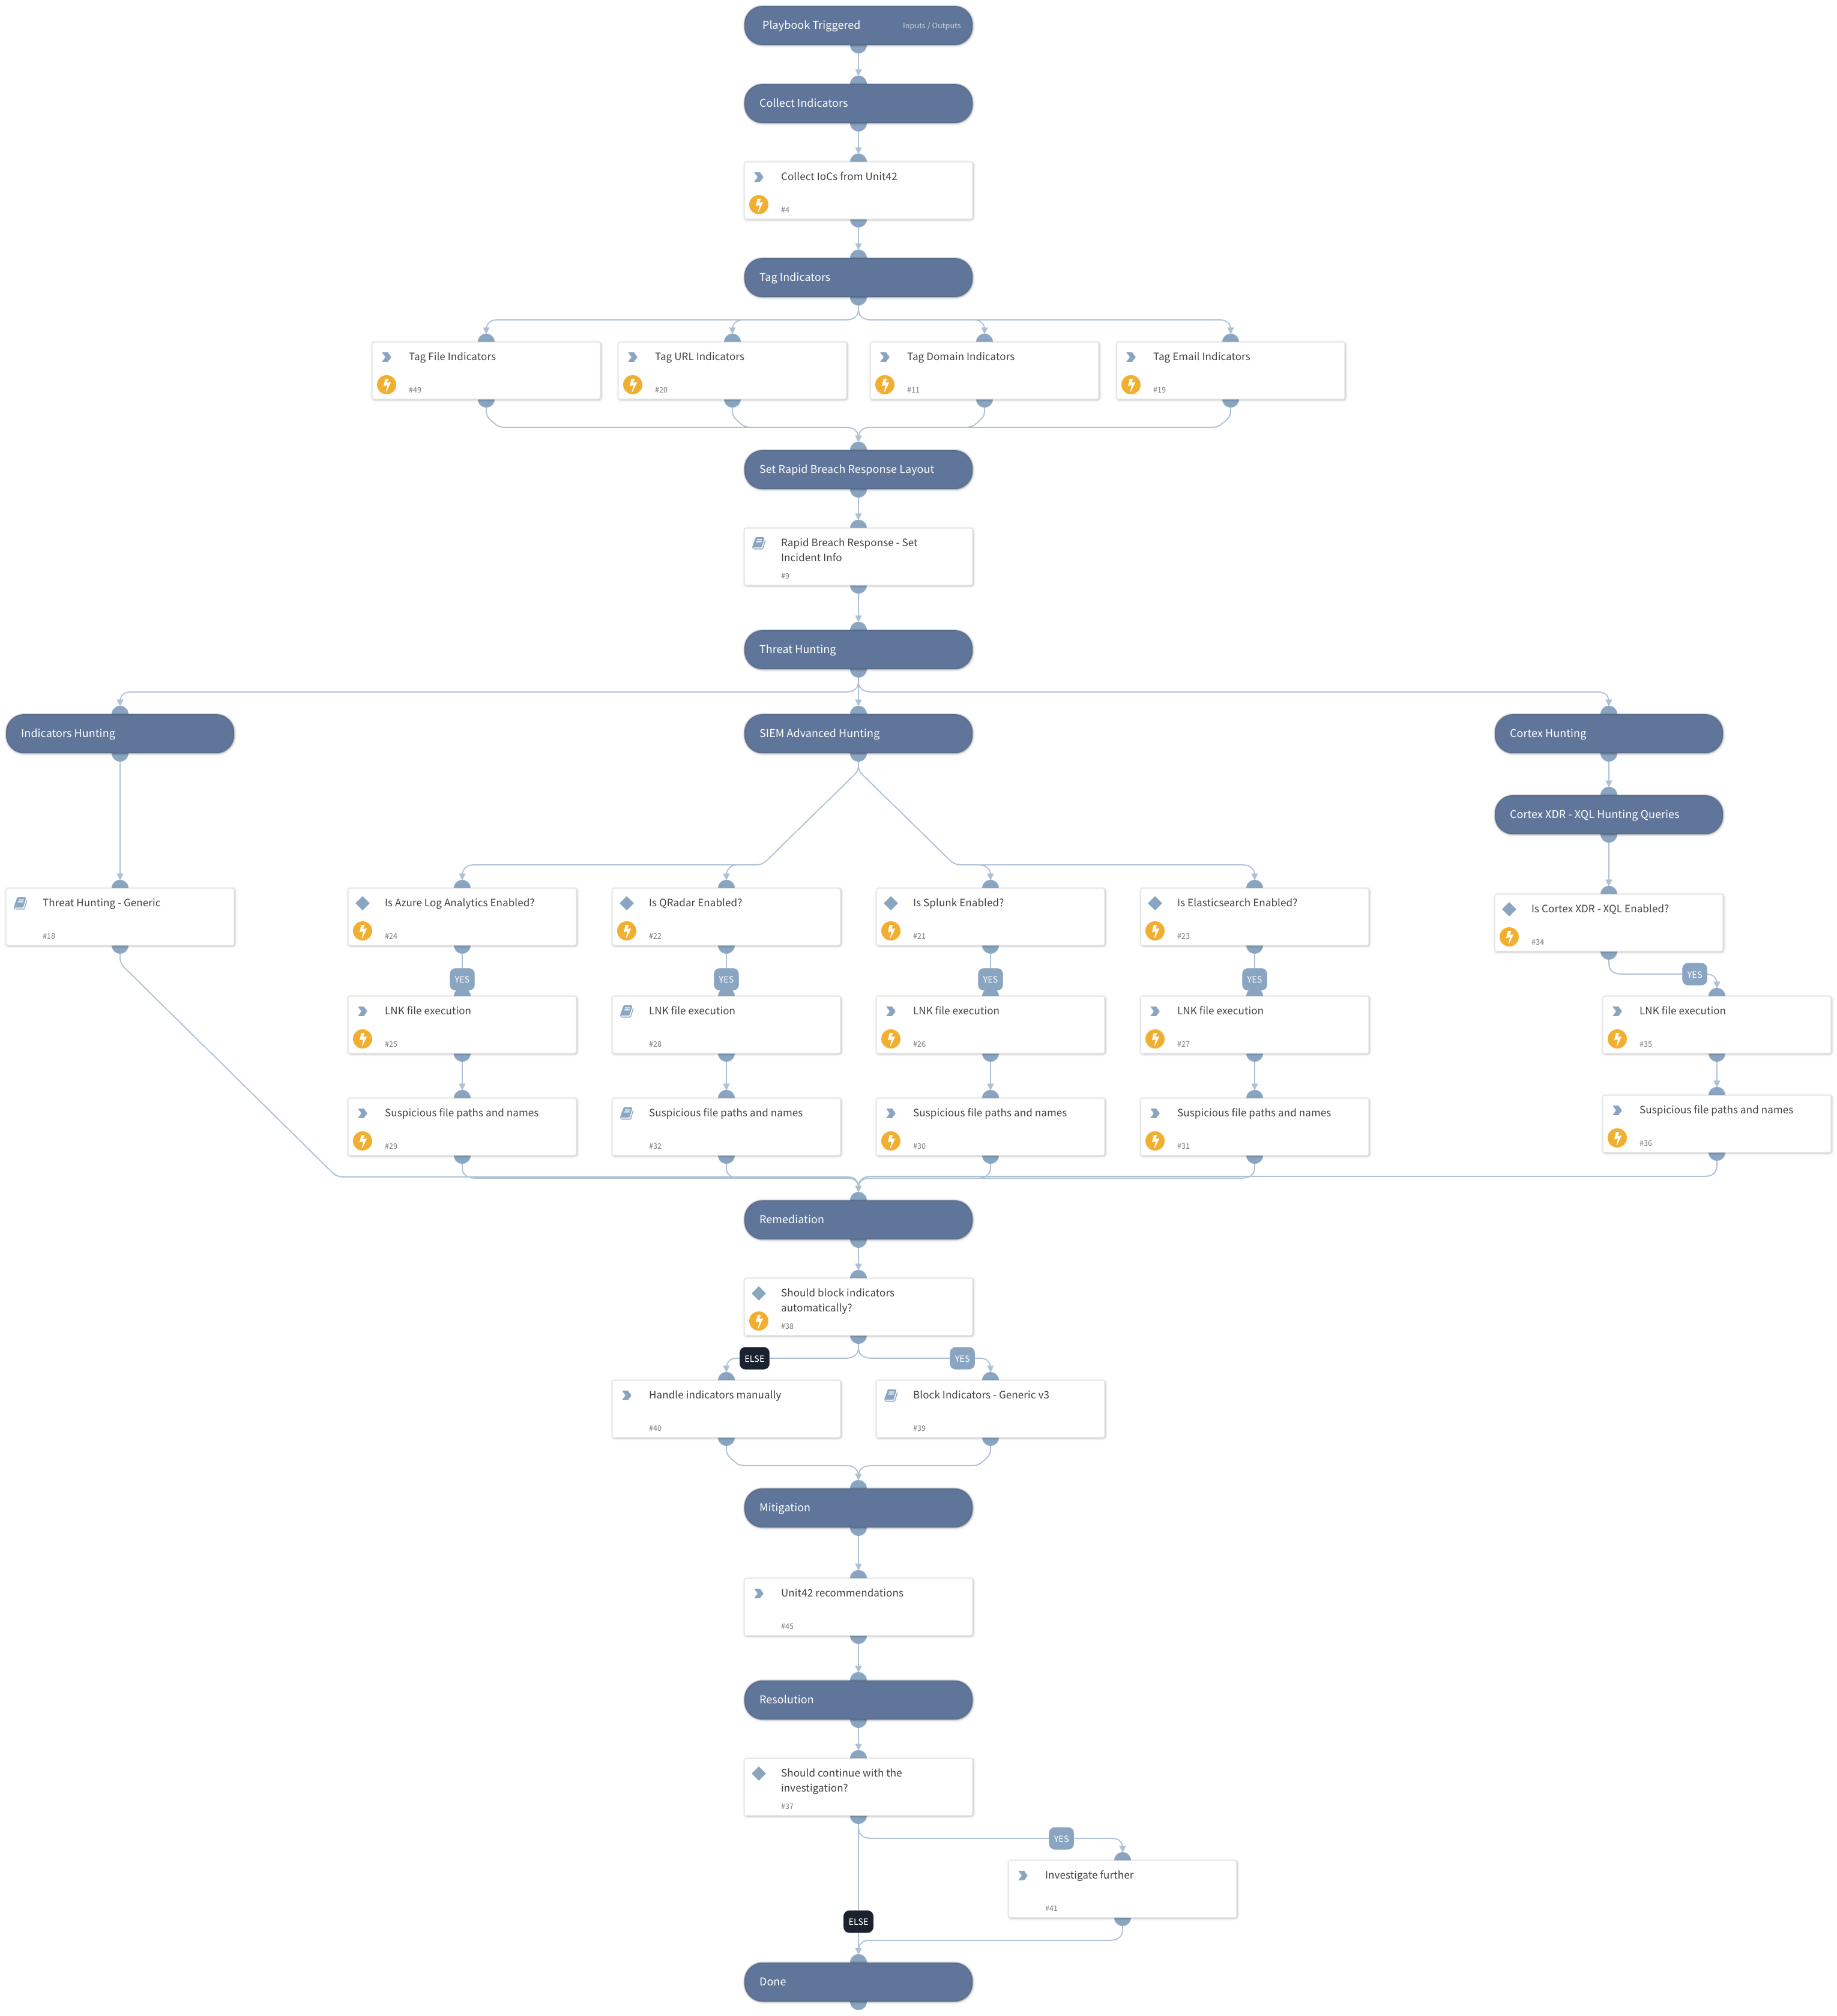 Playbook Triggered
Inputs / Outputs
Collect Indicators
Collect IoCs from Unit42
#4
Tag Indicators
Tag File Indicators
#49
Tag URL Indicators
#20
Tag Domain Indicators
#11
Tag Email Indicators
#19
Set Rapid Breach Response Layout
Rapid Breach Response - Set
Incident Info
#9
Threat Hunting
Indicators Hunting
SIEM Advanced Hunting
Cortex Hunting
Cortex XDR - XQL Hunting Queries
Threat Hunting - Generic
#18
Is Azure Log Analytics Enabled?
#24
Is QRadar Enabled?
#22
Is Splunk Enabled?
#21
Is Elasticsearch Enabled?
#23
Is Cortex XDR - XQL Enabled?
#34
YES
YES
YES
YES
YES
LNK file execution
#25
LNK file execution
#28
LNK file execution
#26
LNK file execution
#27
LNK file execution
#35
Suspicious file paths and names
#29
Suspicious file paths and names
#32
Suspicious file paths and names
#30
Suspicious file paths and names
#31
Suspicious file paths and names
#36
Remediation
Should block indicators
automatically?
#38
ELSE
YES
Handle indicators manually
#40
Block Indicators - Generic v3
#39
Mitigation
Unit42 recommendations
#45
Resolution
Should continue with the
investigation?
#37
YES
Investigate further
#41
ELSE
Done